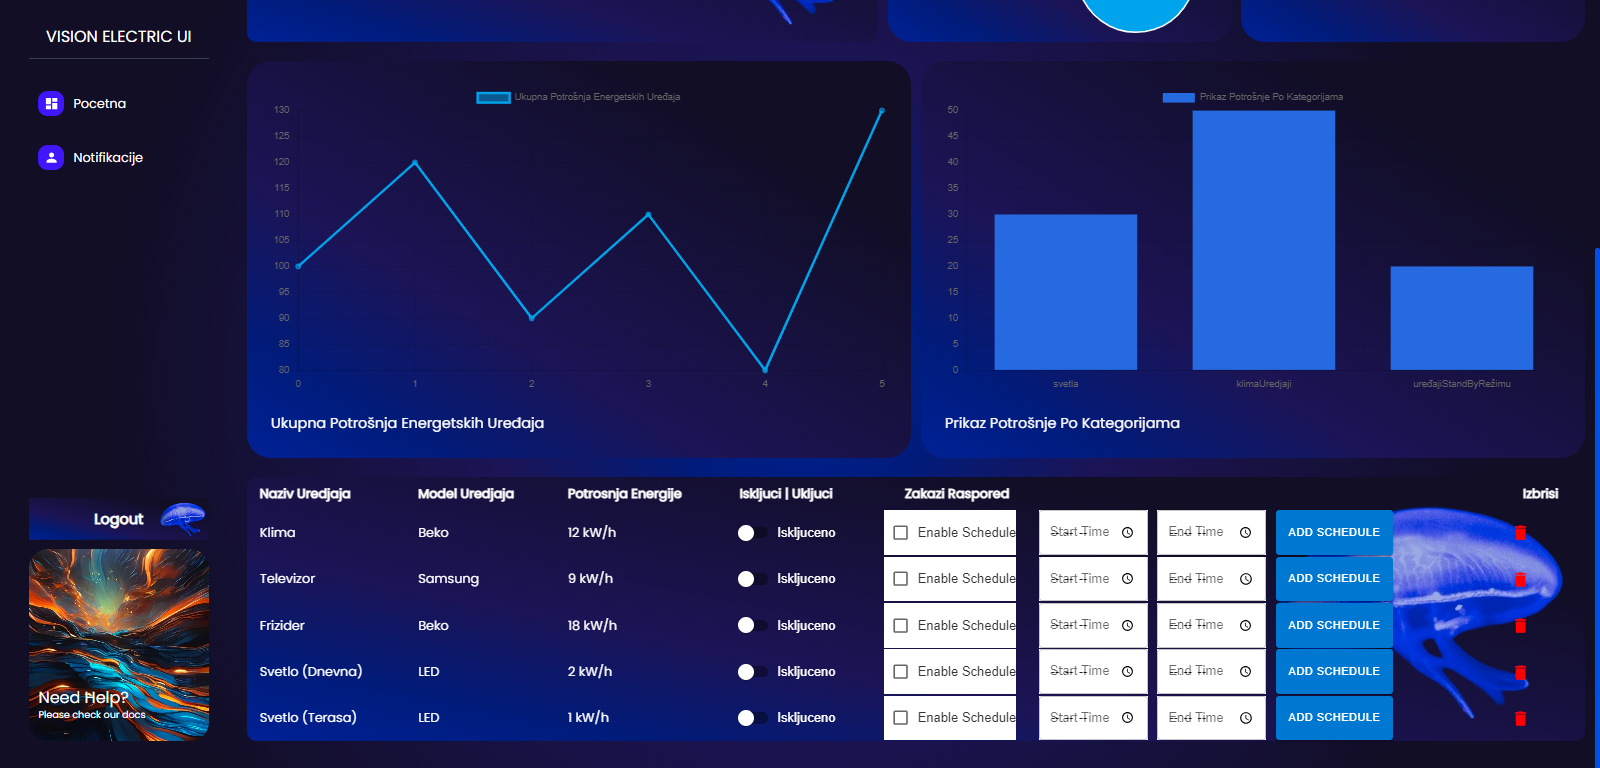 VISION ELECTRIC UI
Pocetna
Notifikacije
Logout
Need Help?
Please check our docs
Ukupna Potrošnja Energetskih Uređaja
130
125
120
115
110
105
100
95
90
85
80
0 1 2 3 4 5
Ukupna Potrošnja Energetskih Uređaja
Prikaz Potrošnje Po Kategorijama
50
45
40
35
30
25
20
15
10
5
0
svetla klimaUredjaji uređajiStandByRežimu
Prikaz Potrošnje Po Kategorijama
Naziv Uredjaja Model Uredjaja Potrosnja Energije Iskljuci | Ukljuci Zakazi Raspored Izbrisi
Klima Beko 12 kW/h Iskljuceno Enable Schedule Start Time End Time ADD SCHEDULE
Televizor Samsung 9 kW/h Iskljuceno Enable Schedule Start Time End Time ADD SCHEDULE
Frizider Beko 18 kW/h Iskljuceno Enable Schedule Start Time End Time ADD SCHEDULE
Svetlo (Dnevna) LED 2 kW/h Iskljuceno Enable Schedule Start Time End Time ADD SCHEDULE
Svetlo (Terasa) LED 1 kW/h Iskljuceno Enable Schedule Start Time End Time ADD SCHEDULE